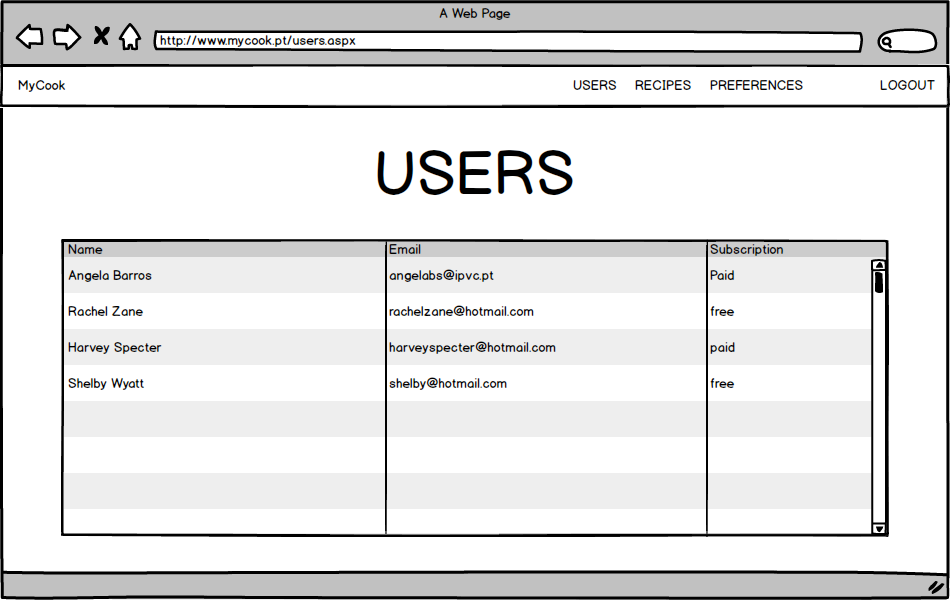 A Web Page
http://www.mycook.pt/users.aspx
MyCook USERS RECIPES PREFERENCES LOGOUT
USERS
Name Email Subscription
Angela Barros angelabs@ipvc.pt Paid
Rachel Zane rachelzane@hotmail.com free
Harvey Specter harveyspecter@hotmail.com paid
Shelby Wyatt shelby@hotmail.com free